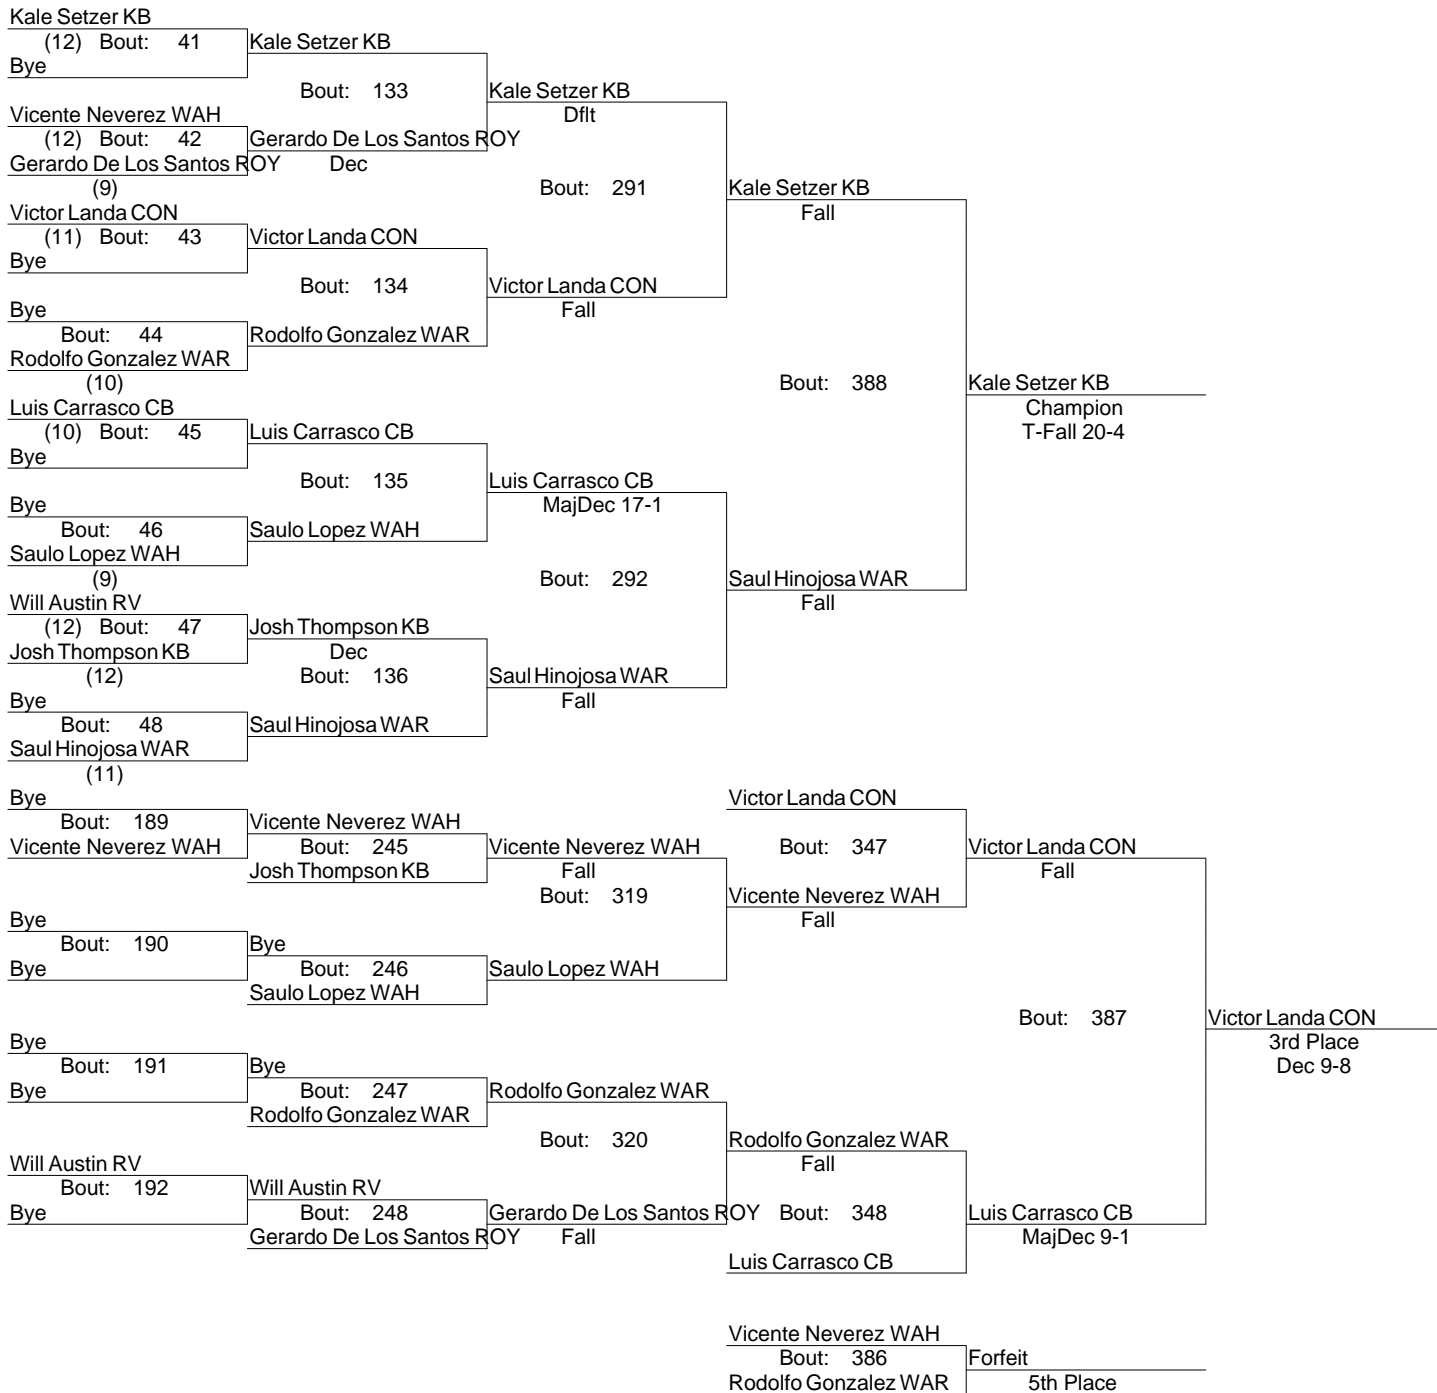 Kale Setzer KB
(12) Bout: 41 Kale Setzer KB
Bye
Bout: 133 Kale Setzer KB
Vicente Neverez WAH Dflt
(12) Bout: 42 Gerardo De Los Santos ROY
Gerardo De Los Santos ROY Dec
(9) Bout: 291 Kale Setzer KB
Victor Landa CON Fall
(11) Bout: 43 Victor Landa CON
Bye
Bout: 134 Victor Landa CON
Bye Fall
Bout: 44 Rodolfo Gonzalez WAR
Rodolfo Gonzalez WAR
(10) Bout: 388 Kale Setzer KB
Luis Carrasco CB Champion
(10) Bout: 45 Luis Carrasco CB T-Fall 20-4
Bye
Bout: 135 Luis Carrasco CB
Bye MajDec 17-1
Bout: 46 Saulo Lopez WAH
Saulo Lopez WAH
(9) Bout: 292 Saul Hinojosa WAR
Will Austin RV Fall
(12) Bout: 47 Josh Thompson KB
Josh Thompson KB Dec
(12) Bout: 136 Saul Hinojosa WAR
Bye Fall
Bout: 48 Saul Hinojosa WAR
Saul Hinojosa WAR
(11)
Bye Victor Landa CON
Bout: 189 Vicente Neverez WAH
Vicente Neverez WAH Bout: 245 Vicente Neverez WAH Bout: 347 Victor Landa CON
Josh Thompson KB Fall Fall
Bout: 319 Vicente Neverez WAH
Bye Fall
Bout: 190 Bye
Bye Bout: 246 Saulo Lopez WAH
Saulo Lopez WAH
Bout: 387 Victor Landa CON
Bye 3rd Place
Bout: 191 Bye Dec 9-8
Bye Bout: 247 Rodolfo Gonzalez WAR
Rodolfo Gonzalez WAR
Bout: 320 Rodolfo Gonzalez WAR
Will Austin RV Fall
Bout: 192 Will Austin RV
Bye Bout: 248 Gerardo De Los Santos ROY Bout: 348 Luis Carrasco CB
Gerardo De Los Santos ROY Fall MajDec 9-1
Luis Carrasco CB
Vicente Neverez WAH
Bout: 386 Forfeit
Rodolfo Gonzalez WAR 5th Place